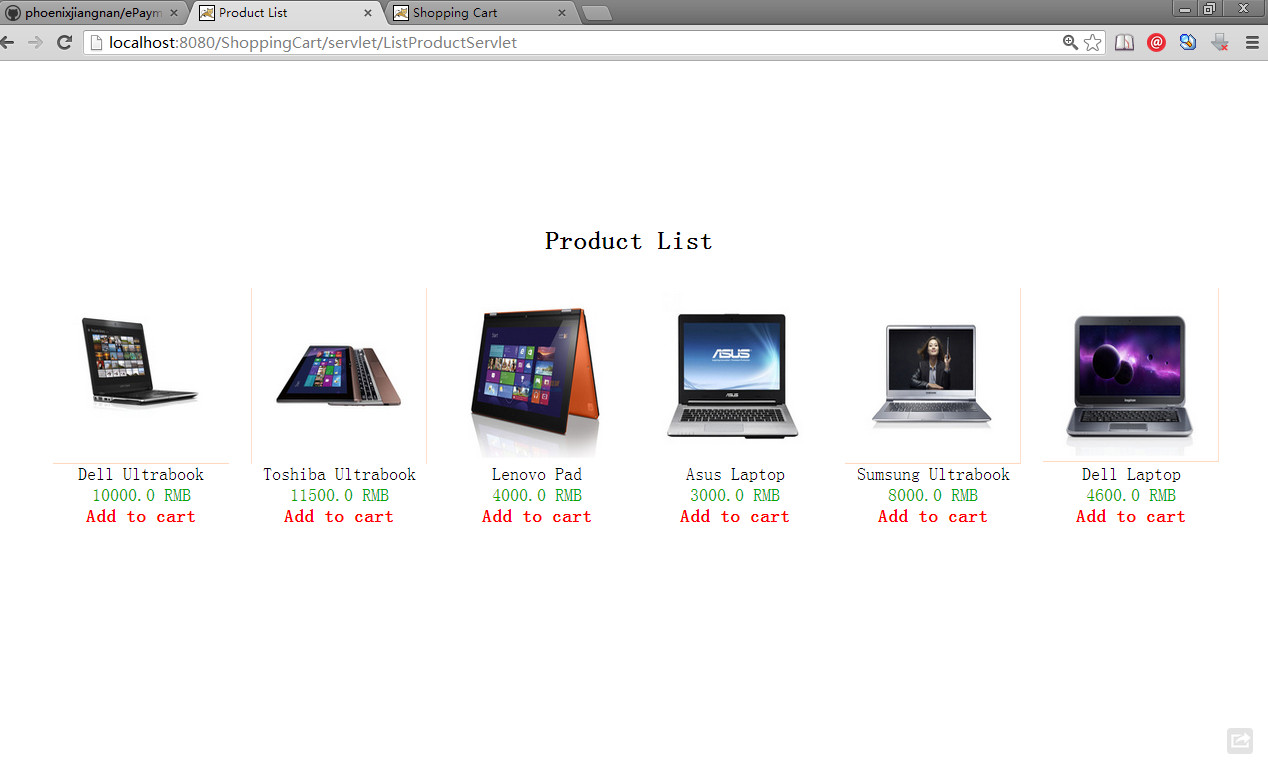 phoenixjiangnan/ePaym
Product List
Shopping Cart
localhost:8080/ShoppingCart/servlet/ListProductServlet
Product List
ASUS
ASUS
Dell Ultrabook
Toshiba Ultrabook
Lenovo Pad
Asus Laptop
Sumsung Ultrabook
Dell Laptop
10000.0 RMB
11500.0 RMB
4000.0 RMB
3000.0 RMB
8000.0 RMB
4600.0 RMB
Add to cart
Add to cart
Add to cart
Add to cart
Add to cart
Add to cart